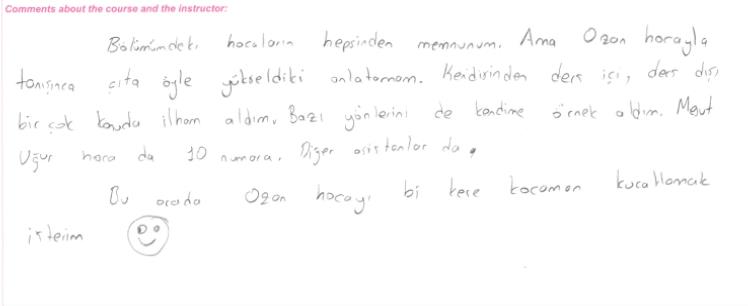 Comments about the course and the instructor:
Bölümümdeki hocaların hepsinden memnunum. Ama Ozan hocayla
tanışınca çıta öyle yükseldiki anlatamam. Kendisinden ders içi, ders dışı
bir çok konuda ilham aldım. Bazı yönlerini de kendime örnek aldım. Mesut
Uğur hoca da 10 numara. Diğer asistanlar da.
Bu arada Ozan hocayı bi kere kocaman kucaklamak
isterim